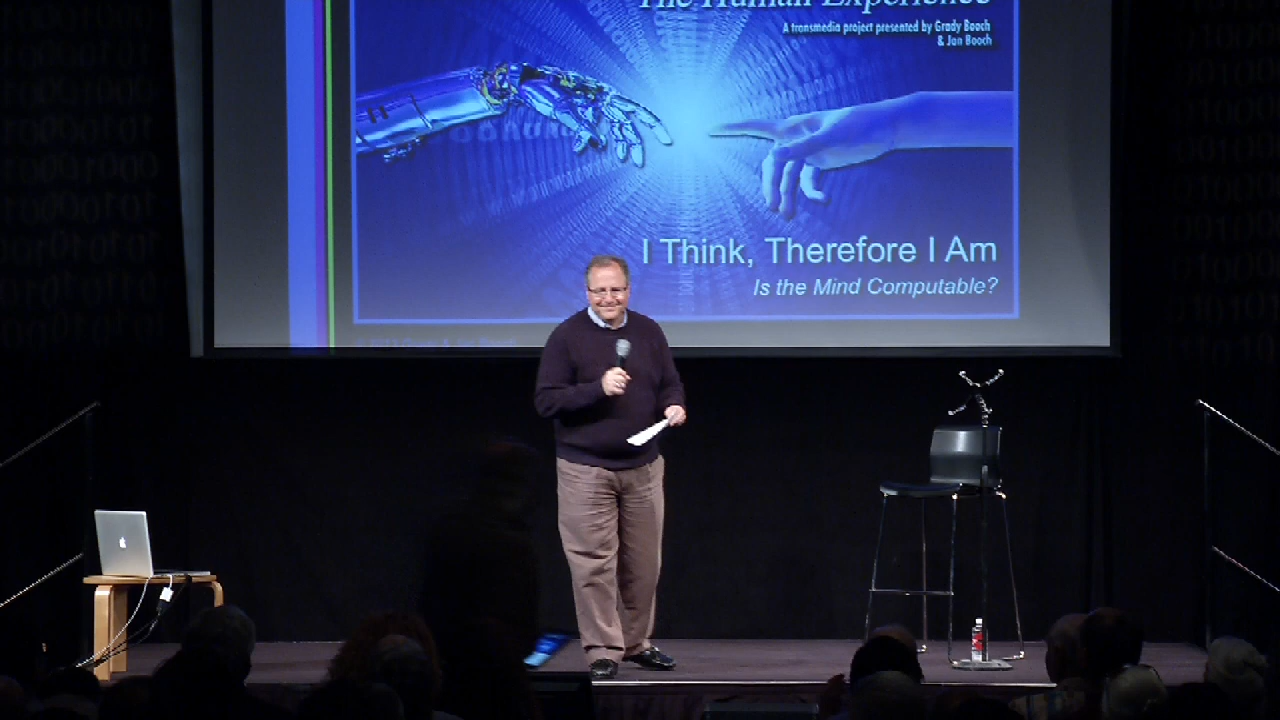 The Human Experience
A transmedia project presented by Grady Booch
& Jan Booch
I Think, Therefore I Am
Is the Mind Computable?